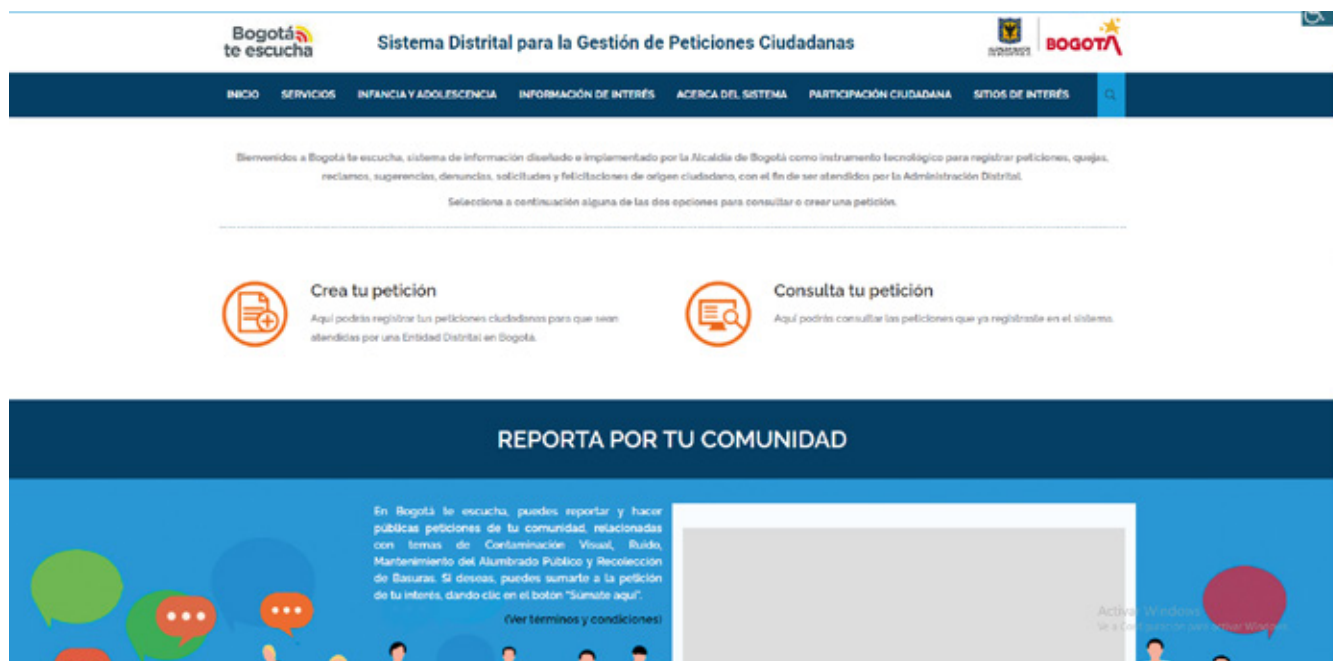 Bogotá
te escucha
Sistema Distrital para la Gestión de Peticiones Ciudadanas
BOGOTÁ
INICIO SERVICIOS INFANCIA Y ADOLESCENCIA INFORMACIÓN DE INTERÉS ACERCA DEL SISTEMA PARTICIPACIÓN CIUDADANA SITIOS DE INTERÉS
Bienvenidos a Bogotá te escucha, sistema de información diseñado e implementado por la Alcaldía de Bogotá como instrumento tecnológico para registrar peticiones, quejas,
reclamos, sugerencias, denuncias, solicitudes y felicitaciones de origen ciudadano, con el fin de ser atendidos por la Administración Distrital.
Selecciona a continuación alguna de las dos opciones para consultar o crear una petición.
Crea tu petición
Aquí podrás registrar tus peticiones ciudadanas para que sean
atendidas por una Entidad Distrital en Bogotá.
Consulta tu petición
Aquí podrás consultar las peticiones que ya registraste en el sistema.
REPORTA POR TU COMUNIDAD
En Bogotá te escucha, puedes reportar y hacer
públicas peticiones de tu comunidad, relacionadas
con temas de Contaminación Visual, Ruido,
Mantenimiento del Alumbrado Público y Recolección
de Basuras. Si deseas, puedes sumarte a la petición
de tu interés, dando clic en el botón "Súmate aquí".
(Ver términos y condiciones)
Activar Windows
Ve a Configuración para activar Windows.